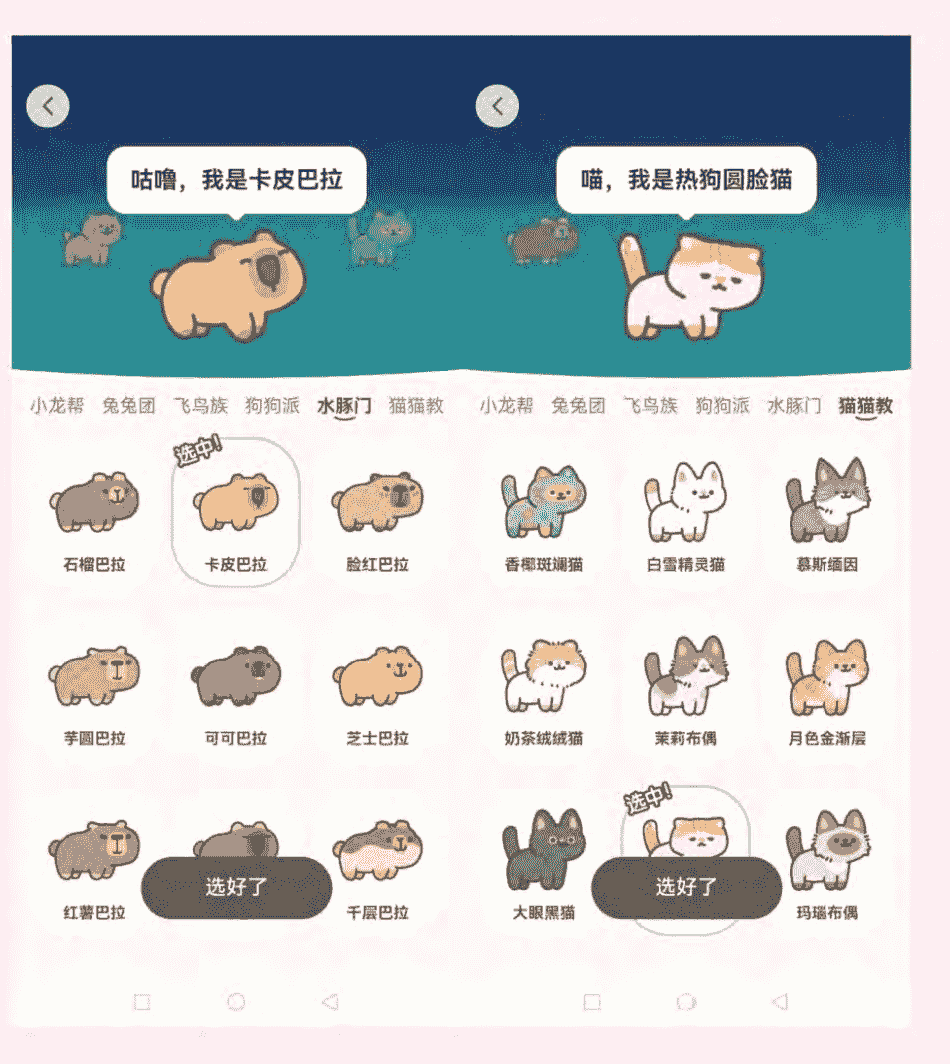 咕噜，我是卡皮巴拉
小龙帮 兔兔团 飞鸟族 狗狗派 水豚门 猫猫教
选中!
石榴巴拉 卡皮巴拉 脸红巴拉
芋圆巴拉 可可巴拉 芝士巴拉
选好了
红薯巴拉 千层巴拉
喵，我是热狗圆脸猫
小龙帮 兔兔团 飞鸟族 狗狗派 水豚门 猫猫教
香椰斑斓猫 白雪精灵猫 慕斯缅因
奶茶绒绒猫 茉莉布偶 月色金渐层
选中!
选好了
大眼黑猫 玛瑙布偶